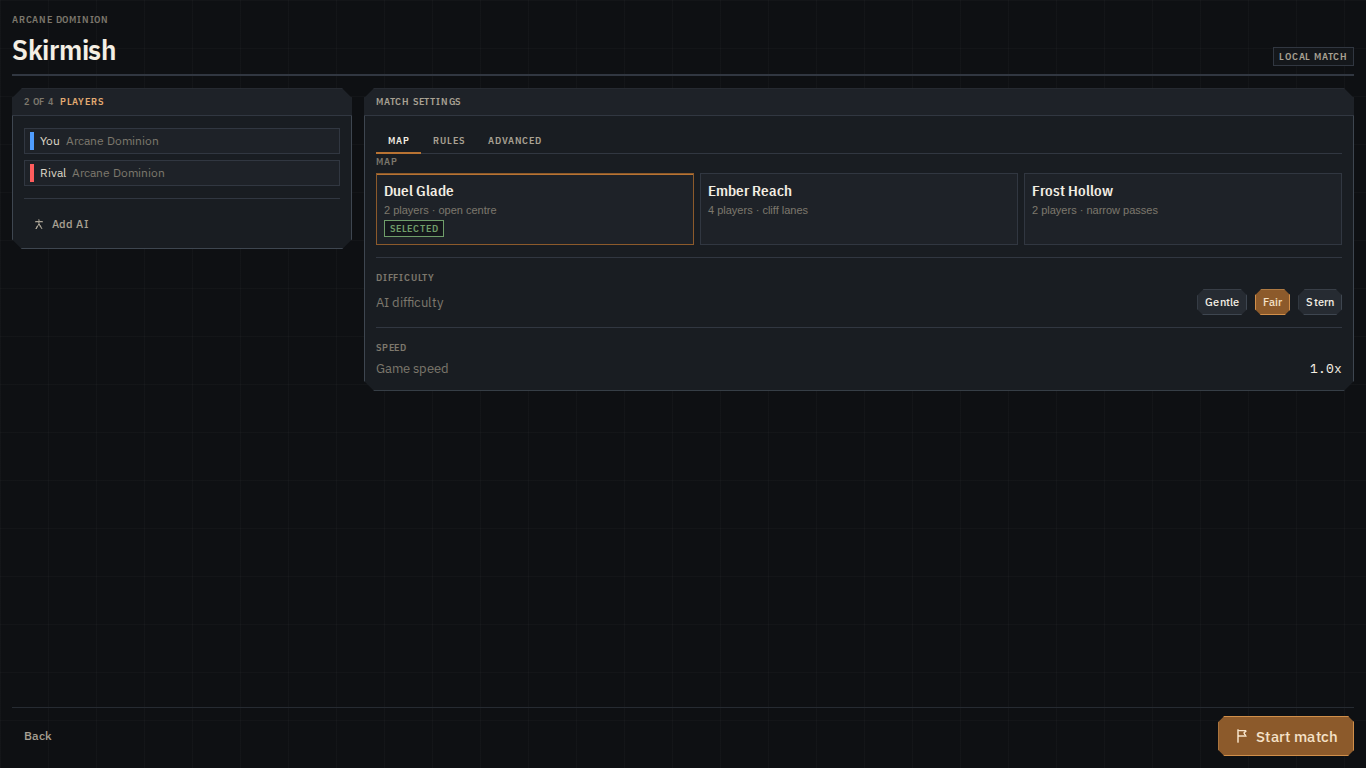 ARCANE DOMINION
Skirmish
LOCAL MATCH
2 OF 4 PLAYERS
You Arcane Dominion
Rival Arcane Dominion
Add AI
MATCH SETTINGS
MAP RULES ADVANCED
MAP
Duel Glade
2 players · open centre
SELECTED
Ember Reach
4 players · cliff lanes
Frost Hollow
2 players · narrow passes
DIFFICULTY
AI difficulty Gentle Fair Stern
SPEED
Game speed 1.0x
Back Start match